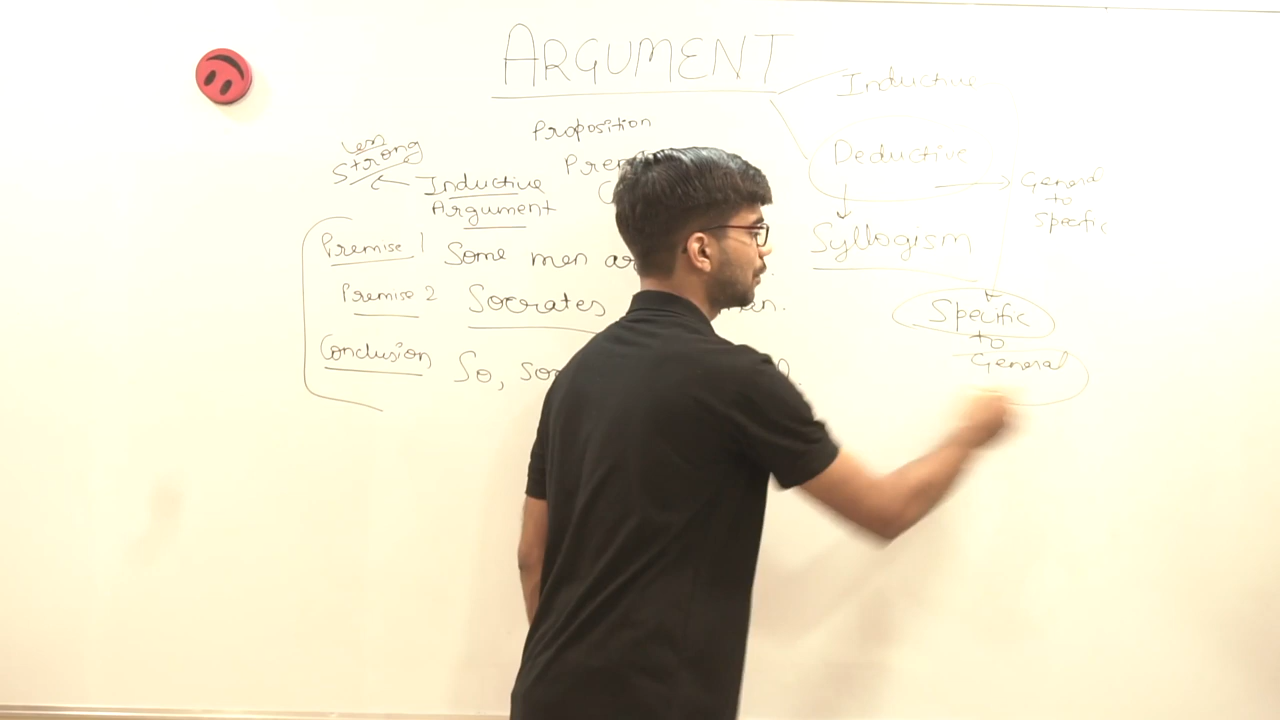 ARGUMENT
Inductive
Proposition
Less
Strong
Deductive
Inductive
Argument
General
to
Specific
Syllogism
Premise 1 Some men
Premise 2 Socrates
Conclusion So,
Specific
to
General